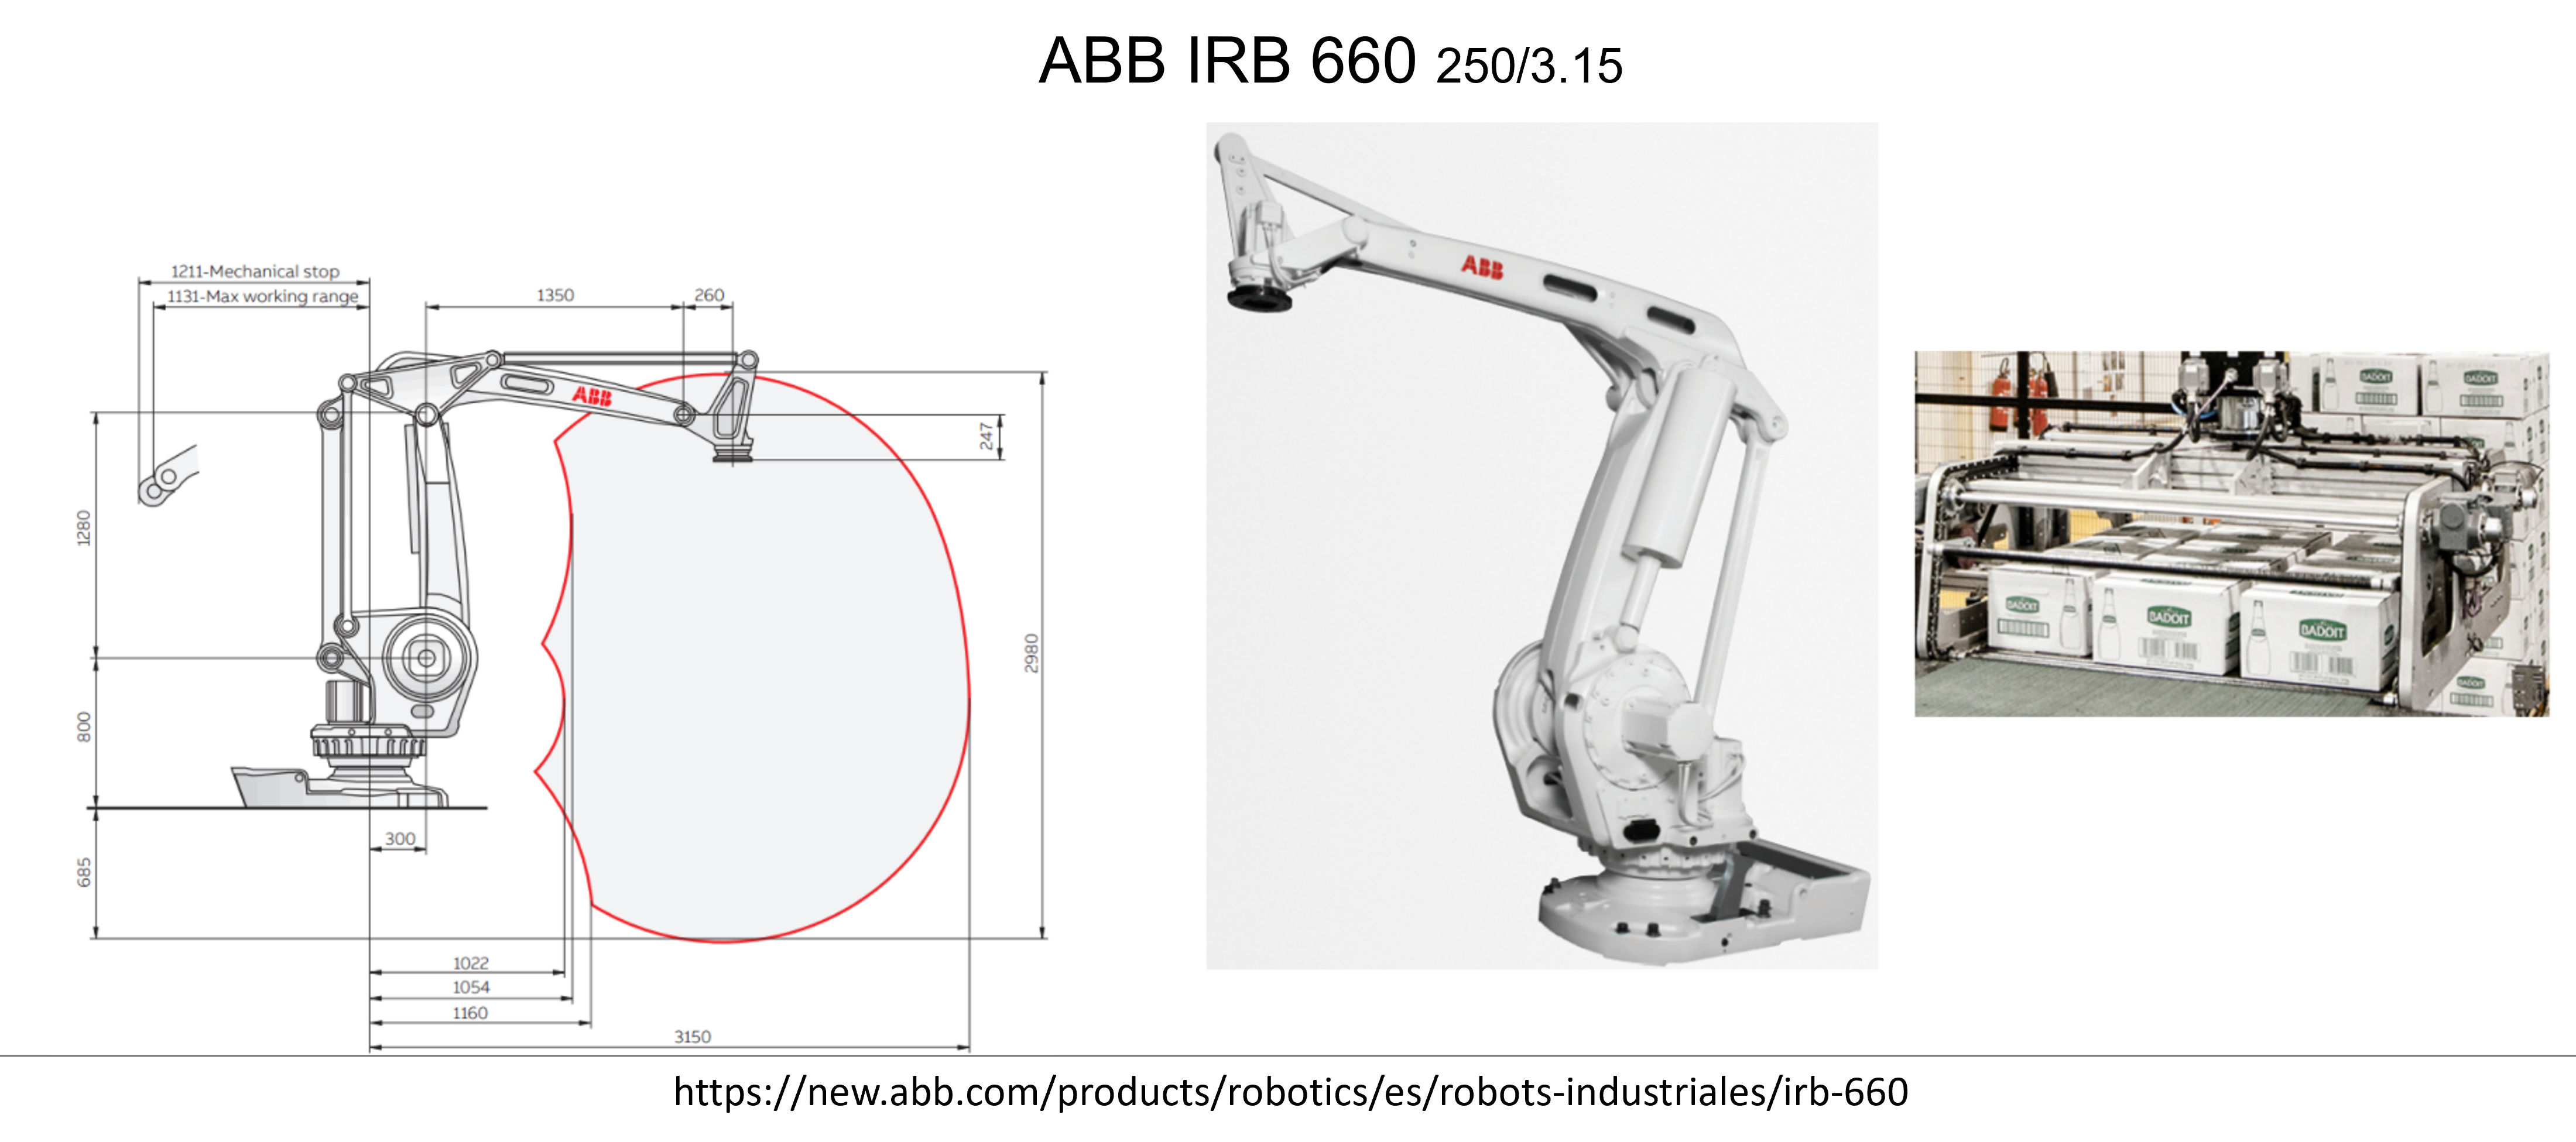 ABB IRB 660 250/3.15
1211-Mechanical stop
1131-Max working range
1350
260
ABB
247
1280
2980
800
300
685
1022
1054
1160
3150
ABB
BADOIT
BADOIT
BADOIT
BADOIT
BADOIT
BADOIT
https://new.abb.com/products/robotics/es/robots-industriales/irb-660